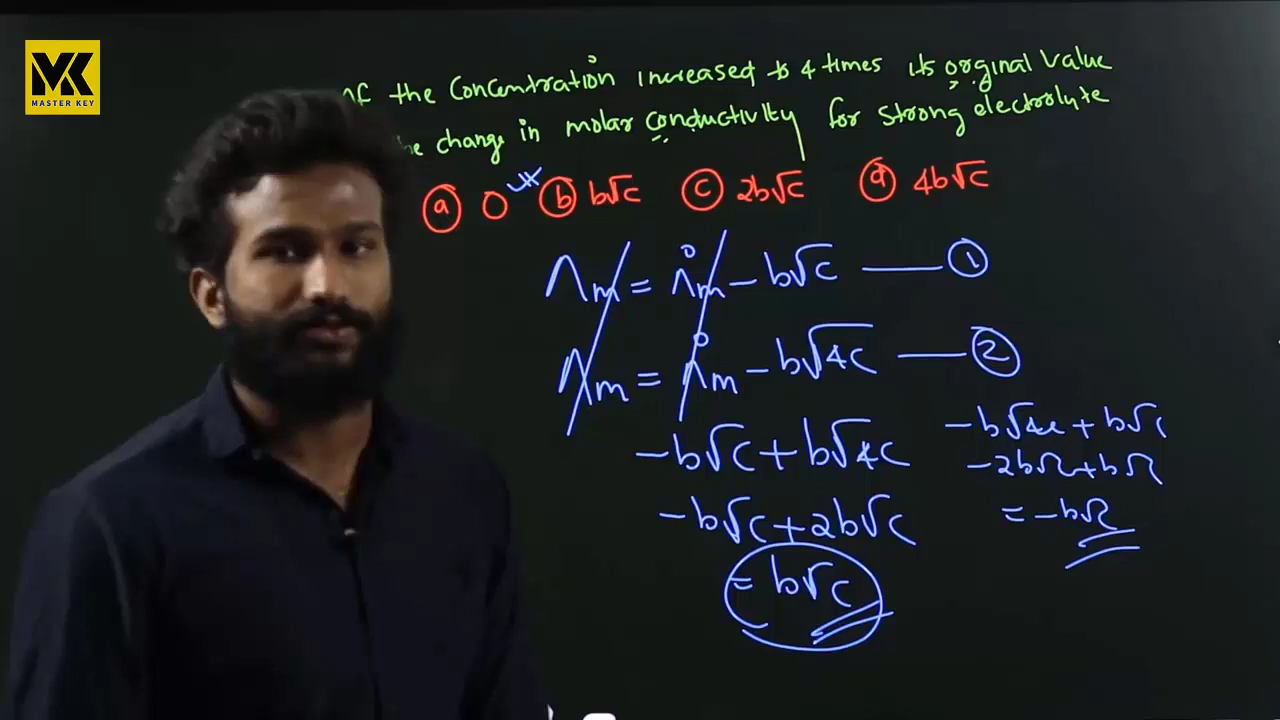 MK
MASTER KEY
If the Concentration increased to 4 times its orginal value
he change in molar conductivity for strong electrolyte
(a) 0 (b) b√c (c) 2b√c (d) 4b√c
Λm = Λ°m - b√c —— (1)
Λm = Λ°m - b√4c —— (2)
-b√c + b√4c
-b√c + 2b√c
= b√c
-b√4c + b√c
-2b√c + b√c
= -b√c